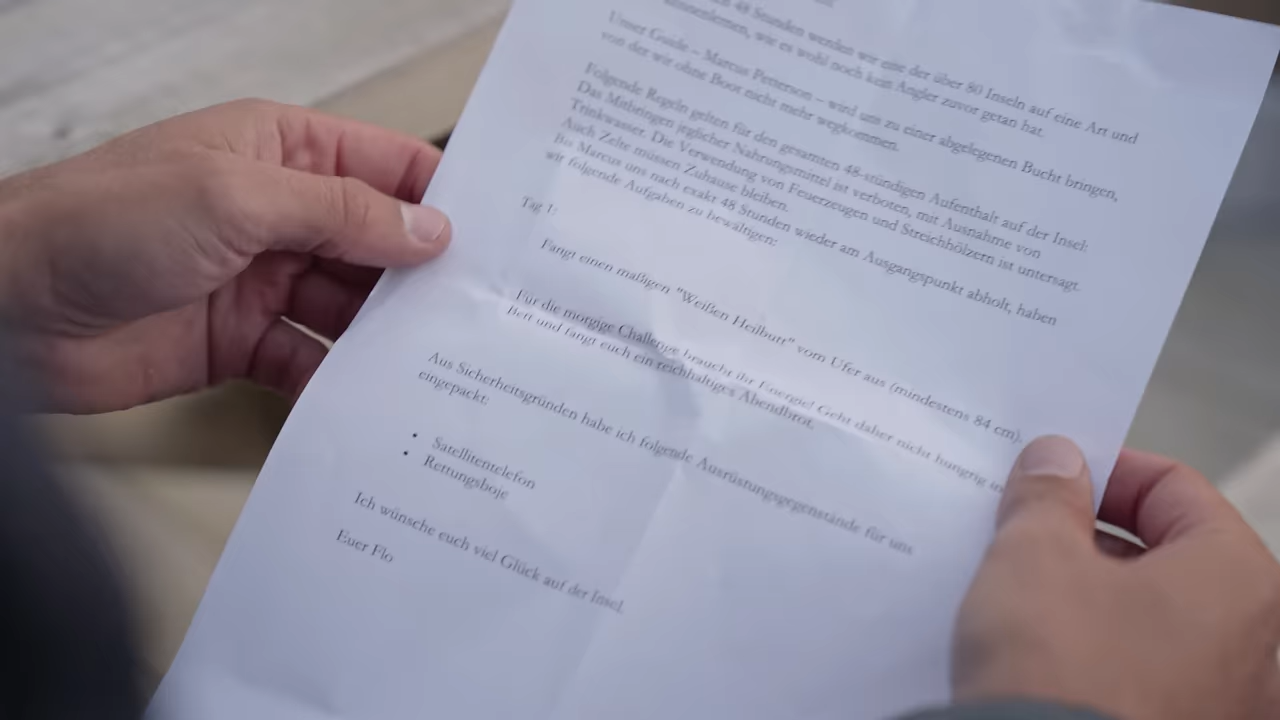 48 Stunden werden wir eine der über 80 Inseln auf eine Art und
kennenlernen, wie es wohl noch kein Angler zuvor getan hat.
Unser Guide – Marcus Petterson – wird uns zu einer abgelegenen Bucht bringen,
von der wir ohne Boot nicht mehr wegkommen.
Folgende Regeln gelten für den gesamten 48-stündigen Aufenthalt auf der Insel:
Das Mitbringen jeglicher Nahrungsmittel ist verboten, mit Ausnahme von
Trinkwasser. Die Verwendung von Feuerzeugen und Streichhölzern ist untersagt.
Auch Zelte müssen Zuhause bleiben.
Bis Marcus uns nach exakt 48 Stunden wieder am Ausgangspunkt abholt, haben
wir folgende Aufgaben zu bewältigen:
Tag 1:
Fangt einen maßigen "Weißen Heilbutt" vom Ufer aus (mindestens 84 cm).
Für die morgige Challenge braucht ihr Energie! Geht daher nicht hungrig ins
Bett und fangt euch ein reichhaltiges Abendbrot.
Aus Sicherheitsgründen habe ich folgende Ausrüstungsgegenstände für uns
eingepackt:
• Satellitentelefon
• Rettungsboje
Ich wünsche euch viel Glück auf der Insel.
Euer Flo